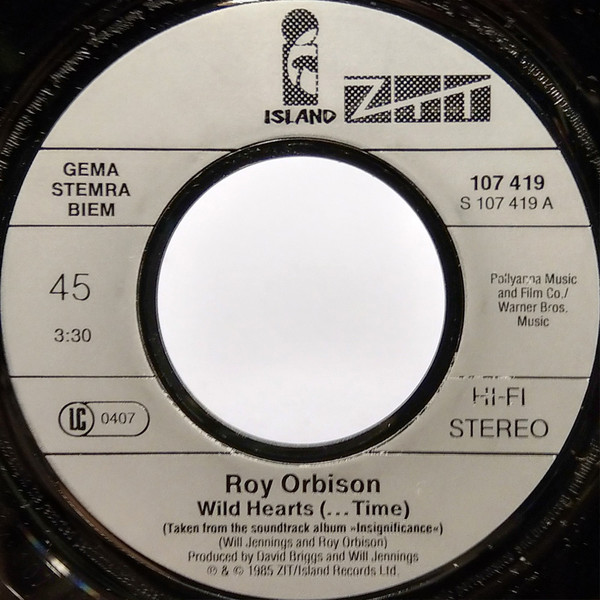 ISLAND ZTT
GEMA
STEMRA
BIEM
107 419
S 107 419 A
45
3:30
Pollyanna Music
and Film Co./
Warner Bros.
Music
LC 0407
HI-FI
STEREO
Roy Orbison
Wild Hearts (...Time)
(Taken from the soundtrack album »Insignificance«)
(Will Jennings and Roy Orbison)
Produced by David Briggs and Will Jennings
℗ & © 1985 ZTT/Island Records Ltd.